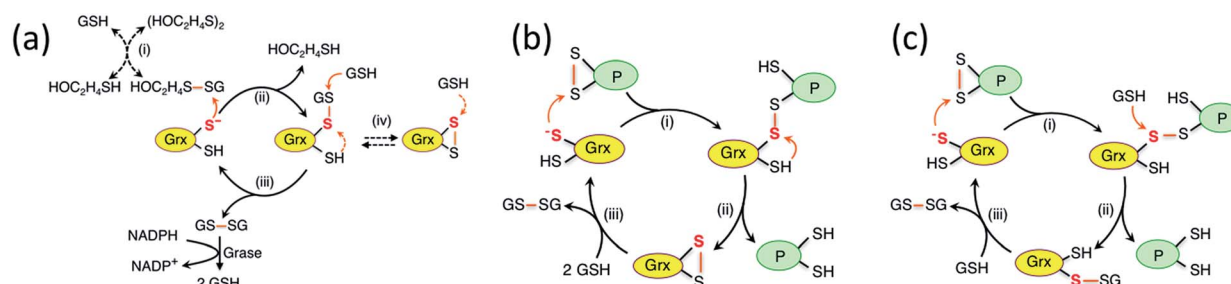 (a)
GSH
(HOC₂H₄S)₂
(i)
HOC₂H₄SH
HOC₂H₄S—SG
HOC₂H₄SH
(ii)
GSH
GS
S
S⁻
Grx
SH
Grx
SH
(iv)
GSH
S
Grx
S
(iii)
GS—SG
NADPH
Grase
NADP⁺
2 GSH
(b)
S
S
P
HS
P
S
S
(i)
⁻S
HS
Grx
Grx
SH
GS—SG
(iii)
(ii)
2 GSH
Grx
S
S
P
SH
SH
(c)
S
S
P
GSH
HS
P
S—S
(i)
⁻S
HS
Grx
Grx
SH
GS—SG
(iii)
(ii)
GSH
Grx
SH
S—SG
P
SH
SH